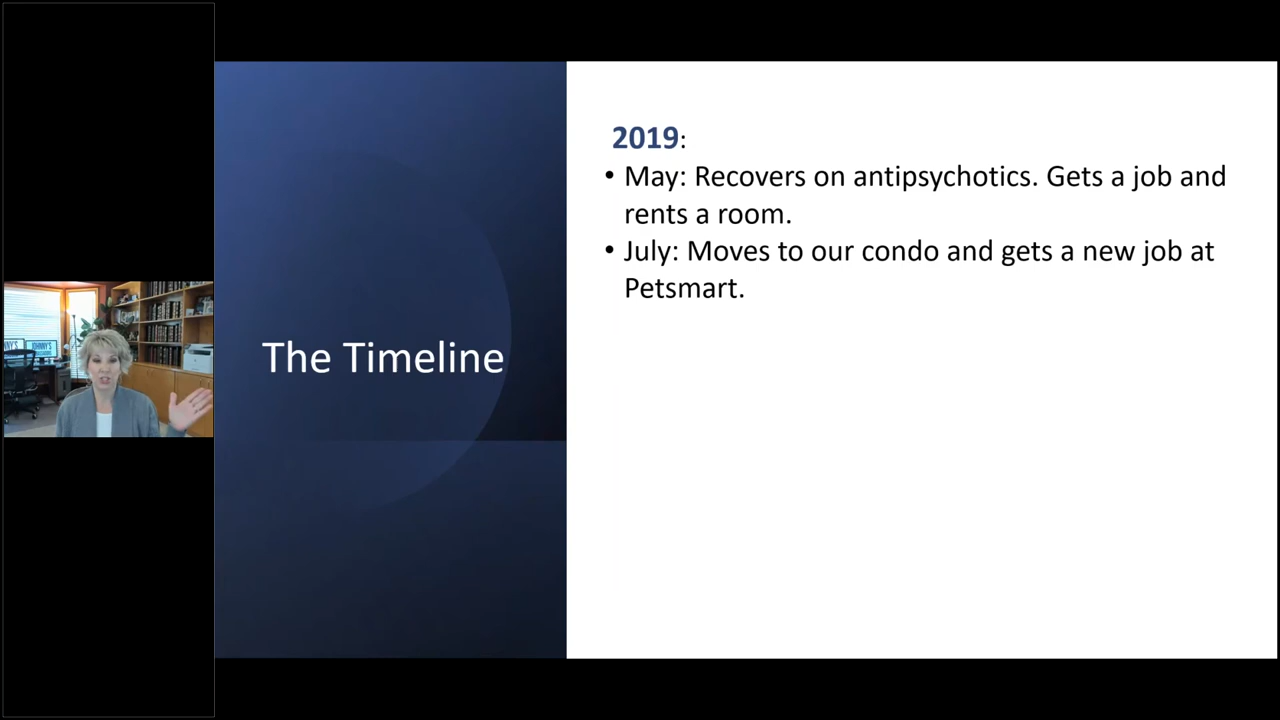 The Timeline
2019:
• May: Recovers on antipsychotics. Gets a job and
rents a room.
• July: Moves to our condo and gets a new job at
Petsmart.